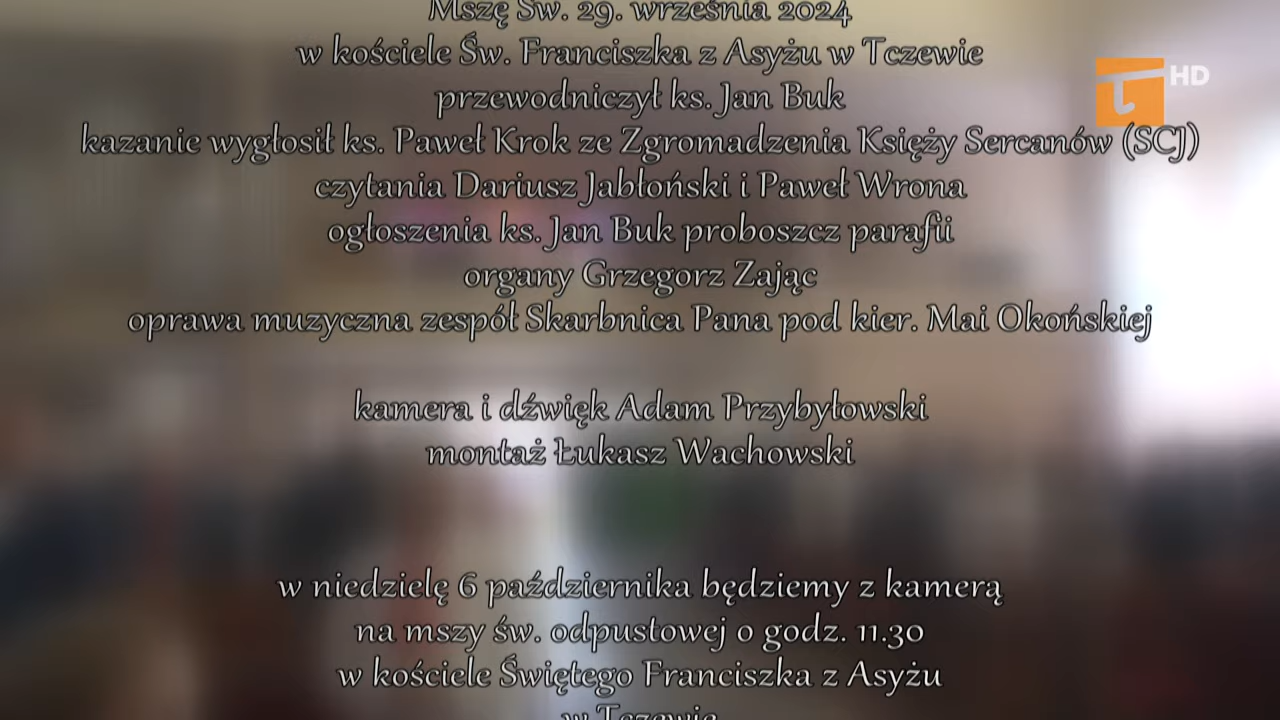 Mszę Św. 29. września 2024
w kościele Św. Franciszka z Asyżu w Tczewie
HD
przewodniczył ks. Jan Buk
kazanie wygłosił ks. Paweł Krok ze Zgromadzenia Księży Sercanów (SCJ)
czytania Dariusz Jabłoński i Paweł Wrona
ogłoszenia ks. Jan Buk proboszcz parafii
organy Grzegorz Zając
oprawa muzyczna zespół Skarbnica Pana pod kier. Mai Okońskiej
kamera i dźwięk Adam Przybyłowski
montaż Łukasz Wachowski
w niedzielę 6 października będziemy z kamerą
na mszy św. odpustowej o godz. 11.30
w kościele Świętego Franciszka z Asyżu
w Tczewie